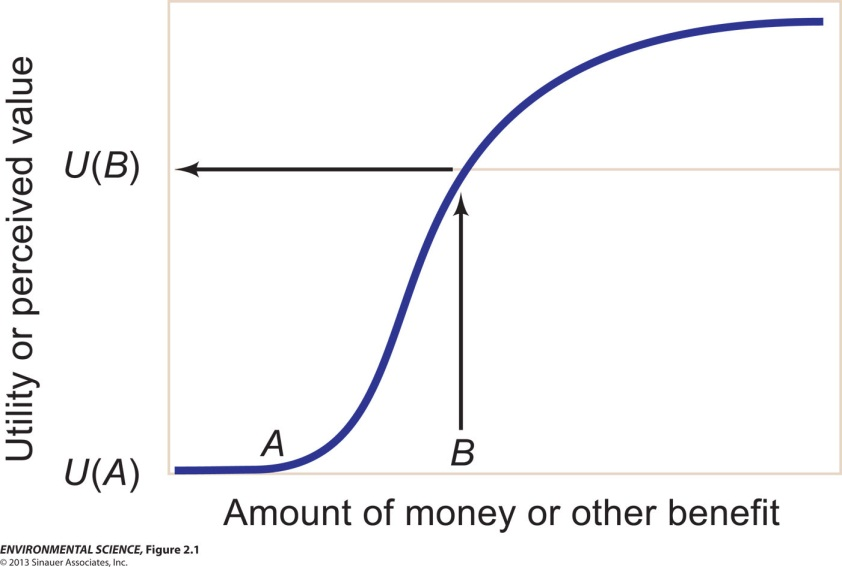 Utility or perceived value
U(B)
A
B
U(A)
Amount of money or other benefit
ENVIRONMENTAL SCIENCE, Figure 2.1
© 2013 Sinauer Associates, Inc.